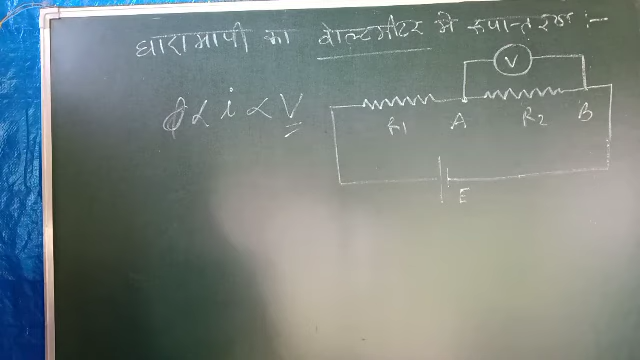 धारामापी का वोल्टमीटर में रूपान्तरण :-
V
ϕ ∝ i ∝ V
R1 A R2 B
E